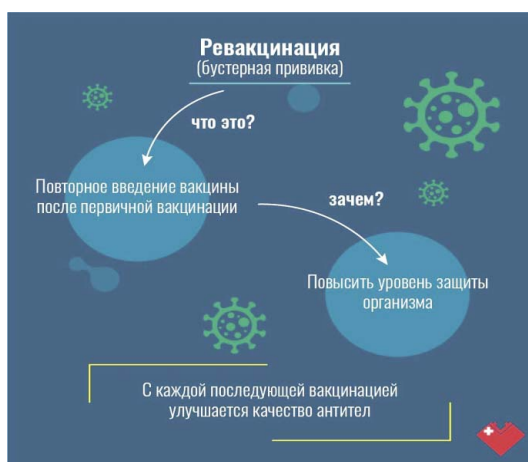 Ревакцинация
(бустерная прививка)
что это?
Повторное введение вакцины
после первичной вакцинации
зачем?
Повысить уровень защиты
организма
С каждой последующей вакцинацией
улучшается качество антител